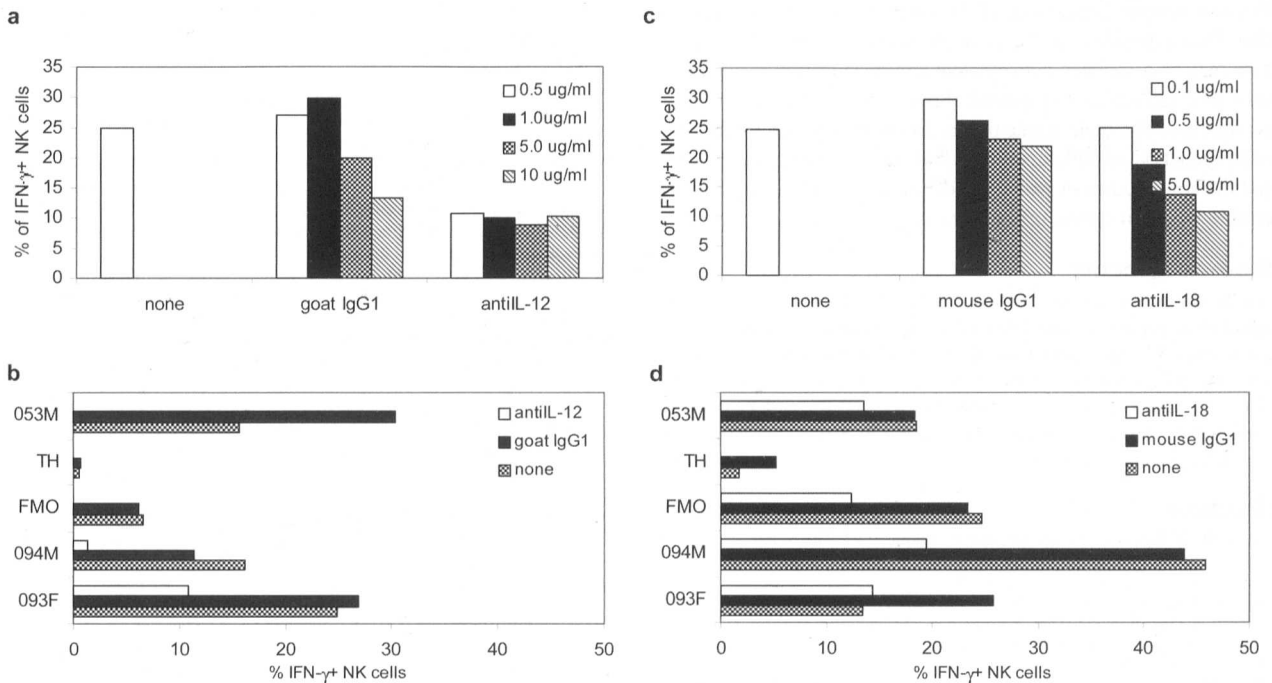 a
% of IFN-γ+ NK cells
35
30
25
20
15
10
5
0
0.5 ug/ml
1.0ug/ml
5.0 ug/ml
10 ug/ml
none
goat IgG1
antiIL-12
c
% of IFN-γ+ NK cells
35
30
25
20
15
10
5
0
0.1 ug/ml
0.5 ug/ml
1.0 ug/ml
5.0 ug/ml
none
mouse IgG1
antiIL-18
b
053M
TH
FMO
094M
093F
antiIL-12
goat IgG1
none
0
10
20
30
40
50
% IFN-γ+ NK cells
d
053M
TH
FMO
094M
093F
antiIL-18
mouse IgG1
none
0
10
20
30
40
50
% IFN-γ+ NK cells